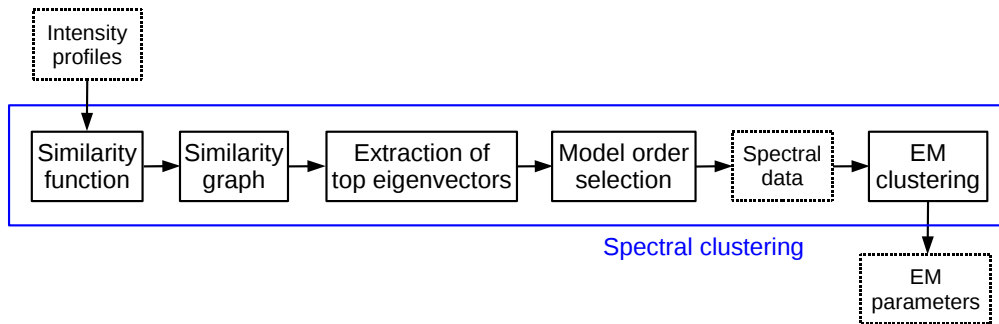 Intensity
profiles
Similarity
function
Similarity
graph
Extraction of
top eigenvectors
Model order
selection
Spectral
data
EM
clustering
Spectral clustering
EM
parameters